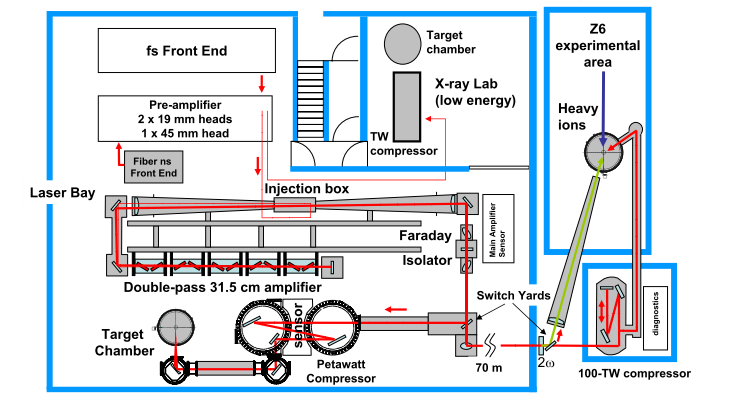 fs Front End
Pre-amplifier
2 x 19 mm heads
1 x 45 mm head
Fiber ns
Front End
Target
chamber
X-ray Lab
(low energy)
TW
compressor
Z6
experimental
area
Heavy
ions
Laser Bay
Injection box
Faraday
Isolator
Main Amplifier
Sensor
Double-pass 31.5 cm amplifier
Switch Yards
sensor
Target
Chamber
Petawatt
Compressor
70 m
2ω
diagnostics
100-TW compressor